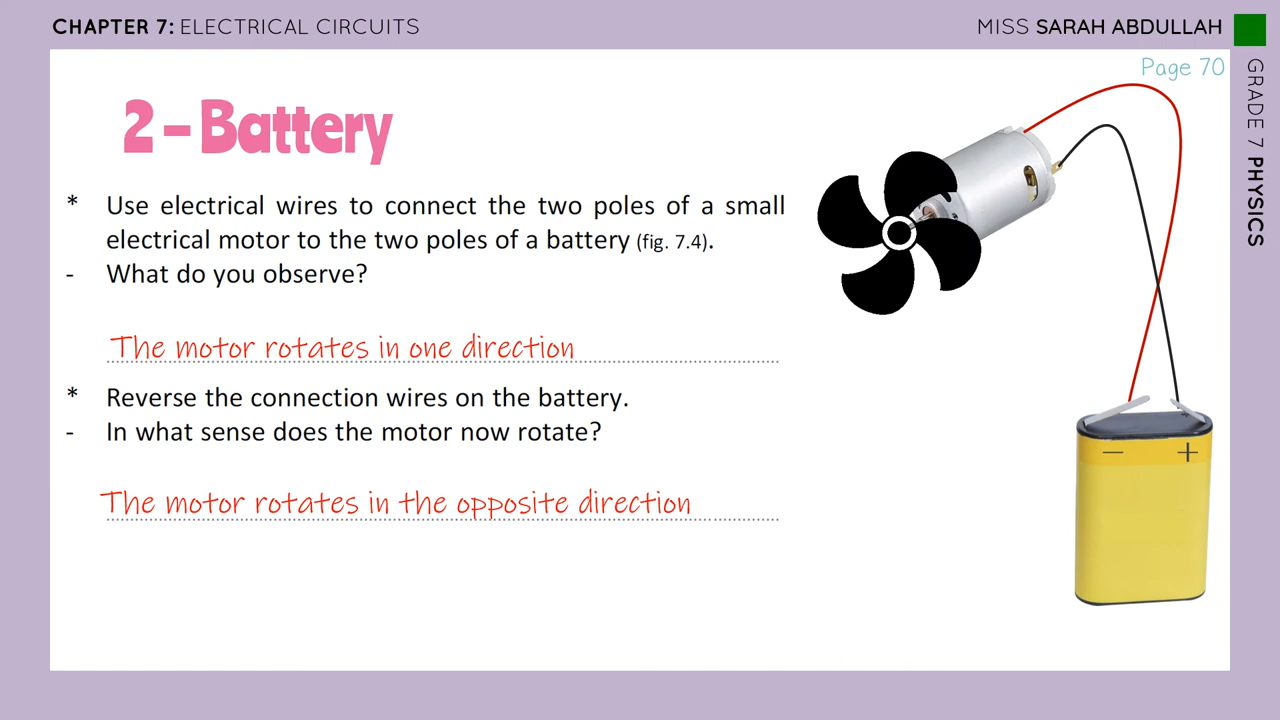 CHAPTER 7: ELECTRICAL CIRCUITS
MISS SARAH ABDULLAH
Page 70
GRADE 7 PHYSICS
2 - Battery
* Use electrical wires to connect the two poles of a small
electrical motor to the two poles of a battery (fig. 7.4).
- What do you observe?
The motor rotates in one direction
* Reverse the connection wires on the battery.
- In what sense does the motor now rotate?
The motor rotates in the opposite direction
− +